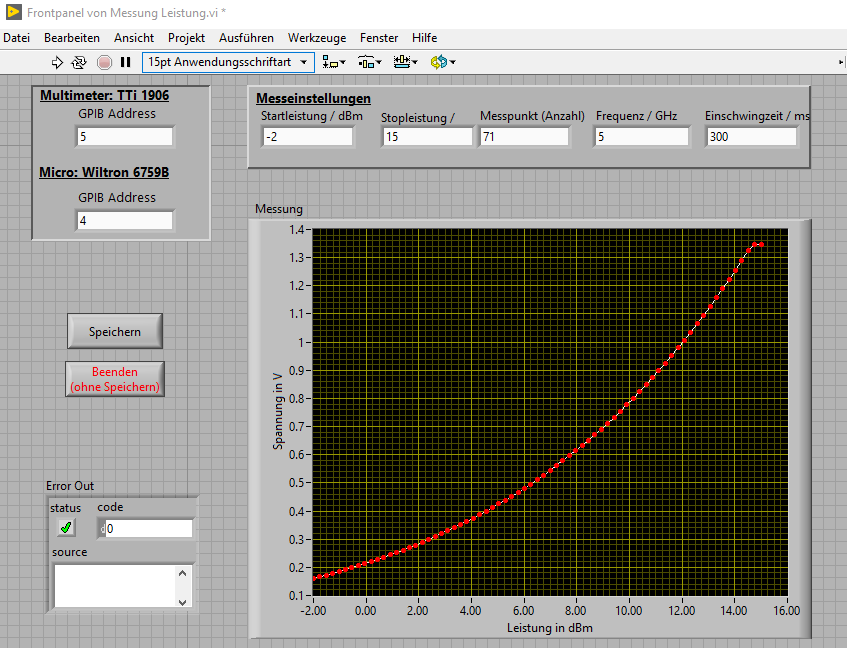 Frontpanel von Messung Leistung.vi *
Datei Bearbeiten Ansicht Projekt Ausführen Werkzeuge Fenster Hilfe
15pt Anwendungsschriftart
Multimeter: TTi 1906
GPIB Address
5
Micro: Wiltron 6759B
GPIB Address
4
Messeinstellungen
Startleistung / dBm Stopleistung / Messpunkt (Anzahl) Frequenz / GHz Einschwingzeit / ms
-2 15 71 5 300
Speichern
Beenden
(ohne Speichern)
Error Out
status code
0
source
Messung
1.4
1.3
1.2
1.1
1
0.9
0.8
0.7
0.6
0.5
0.4
0.3
0.2
0.1
Spannung in V
-2.00 0.00 2.00 4.00 6.00 8.00 10.00 12.00 14.00 16.00
Leistung in dBm